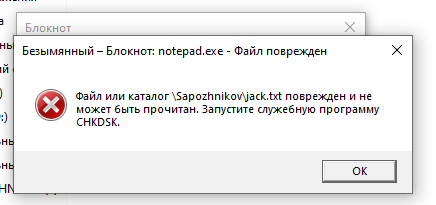 Блокнот
Безымянный – Блокнот: notepad.exe - Файл поврежден
Файл или каталог \Sapozhnikov\jack.txt поврежден и не
может быть прочитан. Запустите служебную программу
CHKDSK.
OK